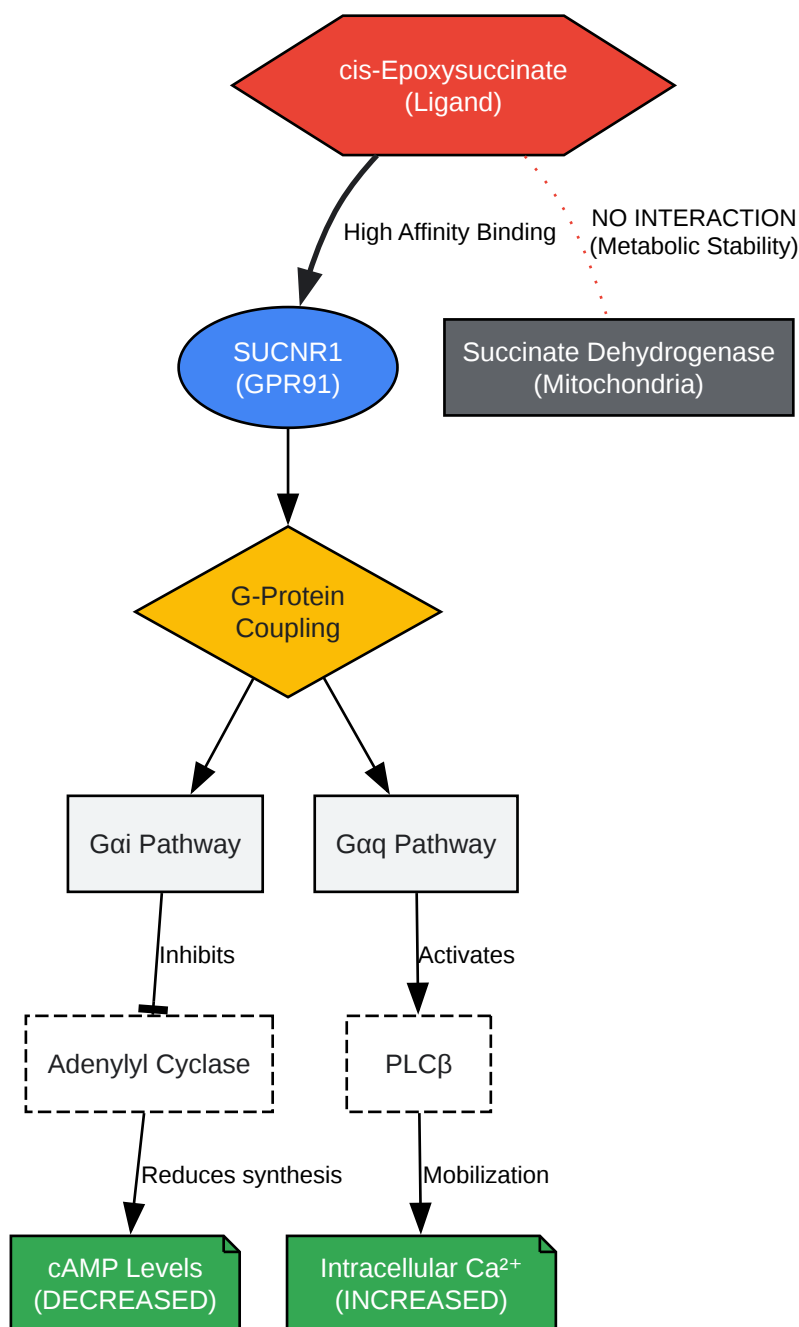 cis-Epoxysuccinate
(Ligand)
High Affinity Binding
NO INTERACTION
(Metabolic Stability)
SUCNR1
(GPR91)
Succinate Dehydrogenase
(Mitochondria)
G-Protein
Coupling
Gαi Pathway
Gαq Pathway
Inhibits
Activates
Adenylyl Cyclase
PLCβ
Reduces synthesis
Mobilization
cAMP Levels
(DECREASED)
Intracellular Ca²⁺
(INCREASED)